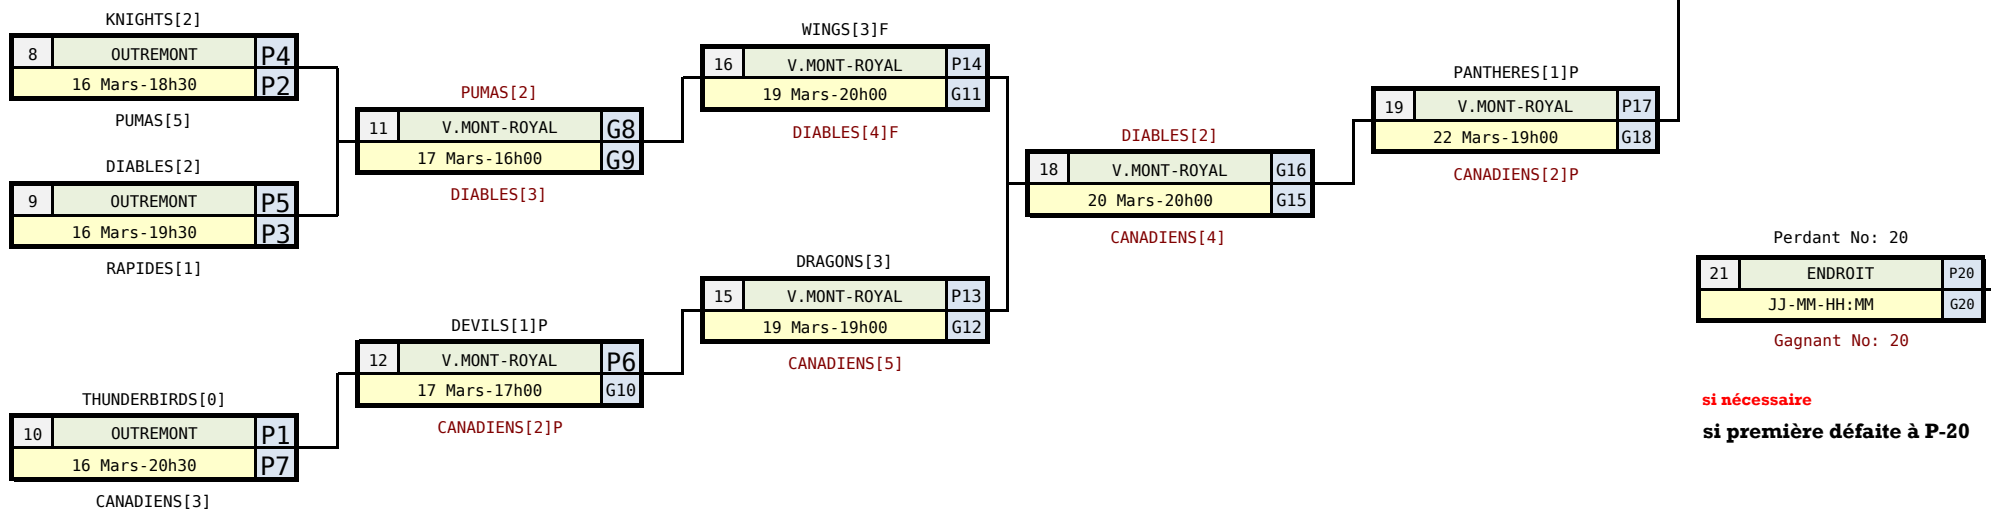 KNIGHTS[2]
8 OUTREMONT P4
16 Mars-18h30 P2
PUMAS[5]
DIABLES[2]
9 OUTREMONT P5
16 Mars-19h30 P3
RAPIDES[1]
THUNDERBIRDS[0]
10 OUTREMONT P1
16 Mars-20h30 P7
CANADIENS[3]
PUMAS[2]
11 V.MONT-ROYAL G8
17 Mars-16h00 G9
DIABLES[3]
DEVILS[1]P
12 V.MONT-ROYAL P6
17 Mars-17h00 G10
CANADIENS[2]P
WINGS[3]F
16 V.MONT-ROYAL P14
19 Mars-20h00 G11
DIABLES[4]F
DRAGONS[3]
15 V.MONT-ROYAL P13
19 Mars-19h00 G12
CANADIENS[5]
DIABLES[2]
18 V.MONT-ROYAL G16
20 Mars-20h00 G15
CANADIENS[4]
PANTHERES[1]P
19 V.MONT-ROYAL P17
22 Mars-19h00 G18
CANADIENS[2]P
Perdant No: 20
21 ENDROIT P20
JJ-MM-HH:MM G20
Gagnant No: 20
si nécessaire
si première défaite à P-20